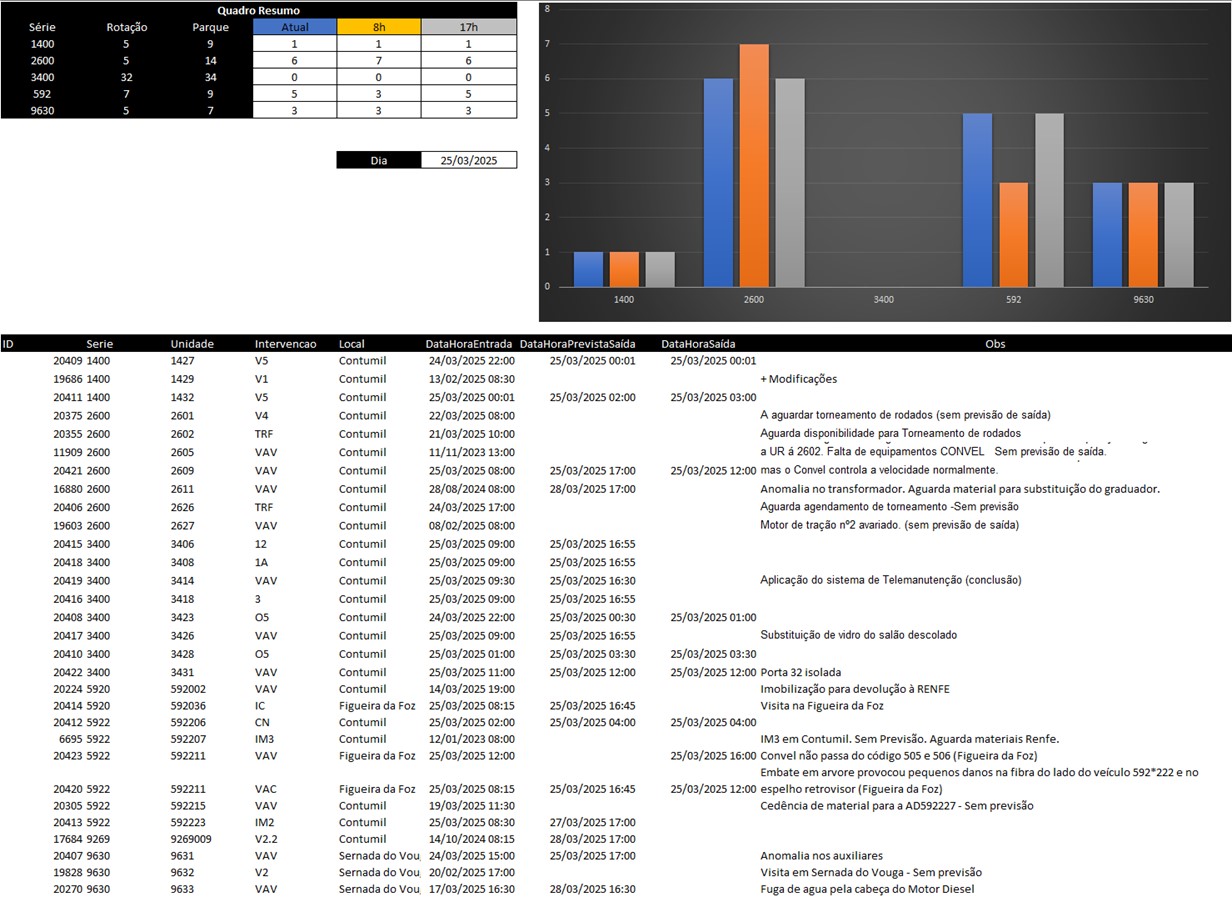 Quadro Resumo
Série Rotação Parque Atual 8h 17h
1400 5 9 1 1 1
2600 5 14 6 7 6
3400 32 34 0 0 0
592 7 9 5 3 5
9630 5 7 3 3 3
Dia 25/03/2025
8
7
6
5
4
3
2
1
0
1400 2600 3400 592 9630
ID Serie Unidade Intervencao Local DataHoraEntrada DataHoraPrevistaSaída DataHoraSaída Obs
20409 1400 1427 V5 Contumil 24/03/2025 22:00 25/03/2025 00:01 25/03/2025 00:01
19686 1400 1429 V1 Contumil 13/02/2025 08:30 + Modificações
20411 1400 1432 V5 Contumil 25/03/2025 00:01 25/03/2025 02:00 25/03/2025 03:00
20375 2600 2601 V4 Contumil 22/03/2025 08:00 A aguardar torneamento de rodados (sem previsão de saída)
20355 2600 2602 TRF Contumil 21/03/2025 10:00 Aguarda disponibilidade para Torneamento de rodados
11909 2600 2605 VAV Contumil 11/11/2023 13:00 a UR á 2602. Falta de equipamentos CONVEL Sem previsão de saída.
20421 2600 2609 VAV Contumil 25/03/2025 08:00 25/03/2025 17:00 25/03/2025 12:00 mas o Convel controla a velocidade normalmente.
16880 2600 2611 VAV Contumil 28/08/2024 08:00 28/03/2025 17:00 Anomalia no transformador. Aguarda material para substituição do graduador.
20406 2600 2626 TRF Contumil 24/03/2025 17:00 Aguarda agendamento de torneamento -Sem previsão
19603 2600 2627 VAV Contumil 08/02/2025 08:00 Motor de tração nº2 avariado. (sem previsão de saída)
20415 3400 3406 12 Contumil 25/03/2025 09:00 25/03/2025 16:55
20418 3400 3408 1A Contumil 25/03/2025 09:00 25/03/2025 16:55
20419 3400 3414 VAV Contumil 25/03/2025 09:30 25/03/2025 16:30 Aplicação do sistema de Telemanutenção (conclusão)
20416 3400 3418 3 Contumil 25/03/2025 09:00 25/03/2025 16:55
20408 3400 3423 O5 Contumil 24/03/2025 22:00 25/03/2025 00:30 25/03/2025 01:00
20417 3400 3426 VAV Contumil 25/03/2025 09:00 25/03/2025 16:55 Substituição de vidro do salão descolado
20410 3400 3428 O5 Contumil 25/03/2025 01:00 25/03/2025 03:30 25/03/2025 03:30
20422 3400 3431 VAV Contumil 25/03/2025 11:00 25/03/2025 12:00 25/03/2025 12:00 Porta 32 isolada
20224 5920 592002 VAV Contumil 14/03/2025 19:00 Imobilização para devolução à RENFE
20414 5920 592036 IC Figueira da Foz 25/03/2025 08:15 25/03/2025 16:45 Visita na Figueira da Foz
20412 5922 592206 CN Contumil 25/03/2025 02:00 25/03/2025 04:00 25/03/2025 04:00
6695 5922 592207 IM3 Contumil 12/01/2023 08:00 IM3 em Contumil. Sem Previsão. Aguarda materiais Renfe.
20423 5922 592211 VAV Figueira da Foz 25/03/2025 12:00 25/03/2025 16:00 Convel não passa do código 505 e 506 (Figueira da Foz)
Embate em arvore provocou pequenos danos na fibra do lado do veículo 592*222 e no
20420 5922 592211 VAC Figueira da Foz 25/03/2025 08:15 25/03/2025 16:45 25/03/2025 12:00 espelho retrovisor (Figueira da Foz)
20305 5922 592215 VAV Contumil 19/03/2025 11:30 Cedência de material para a AD592227 - Sem previsão
20413 5922 592223 IM2 Contumil 25/03/2025 08:30 27/03/2025 17:00
17684 9269 9269009 V2.2 Contumil 14/10/2024 08:15 28/03/2025 17:00
20407 9630 9631 VAV Sernada do Vou 24/03/2025 15:00 25/03/2025 17:00 Anomalia nos auxiliares
19828 9630 9632 V2 Sernada do Vou 20/02/2025 17:00 Visita em Sernada do Vouga - Sem previsão
20270 9630 9633 VAV Sernada do Vou 17/03/2025 16:30 28/03/2025 16:30 Fuga de agua pela cabeça do Motor Diesel